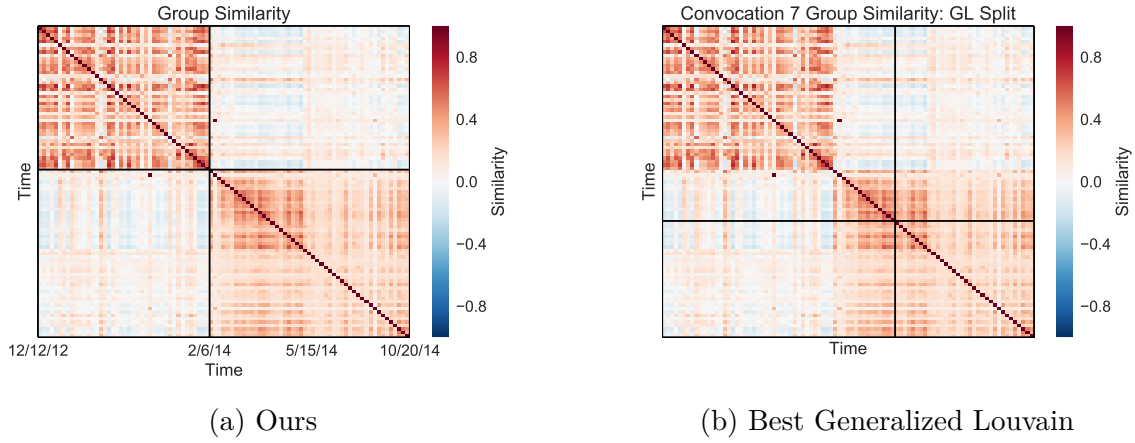 Group Similarity
Time
12/12/12 2/6/14 5/15/14 10/20/14
Time
0.8
0.4
0.0
−0.4
−0.8
Similarity
(a) Ours
Convocation 7 Group Similarity: GL Split
Time
Time
0.8
0.4
0.0
−0.4
−0.8
Similarity
(b) Best Generalized Louvain